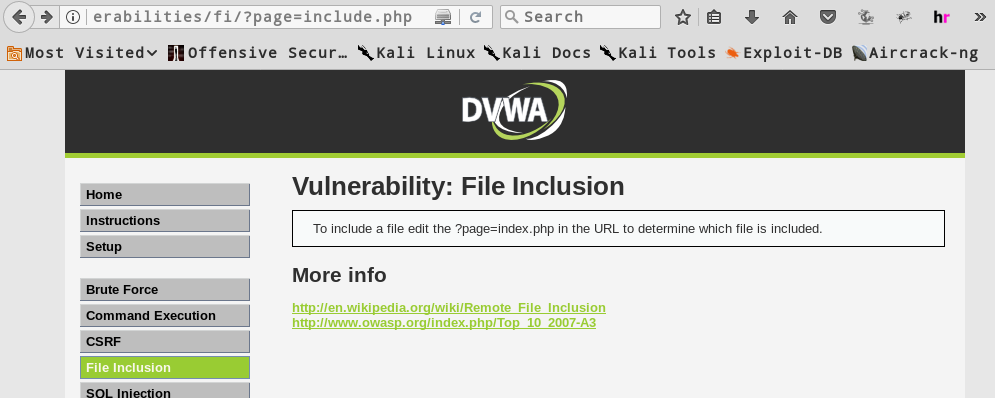 erabilities/fi/?page=include.php
Search
hr
Most Visited
Offensive Secur...
Kali Linux
Kali Docs
Kali Tools
Exploit-DB
Aircrack-ng
DVWA
Home
Instructions
Setup
Brute Force
Command Execution
CSRF
File Inclusion
SQL Injection
Vulnerability: File Inclusion
To include a file edit the ?page=index.php in the URL to determine which file is included.
More info
http://en.wikipedia.org/wiki/Remote_File_Inclusion
http://www.owasp.org/index.php/Top_10_2007-A3